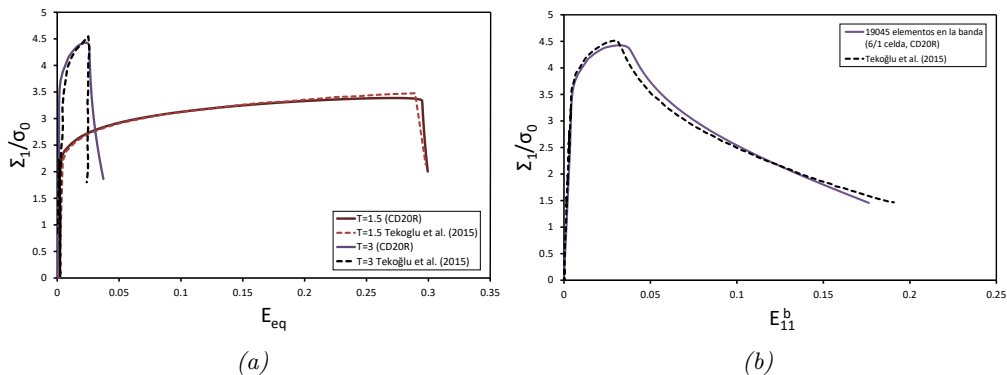 (a)
5
4.5
4
3.5
3
2.5
2
1.5
1
0.5
0
Σ1/σ0
0 0.05 0.1 0.15 0.2 0.25 0.3 0.35
Eeq
T=1.5 (CD20R)
T=1.5 Tekoglu et al. (2015)
T=3 (CD20R)
T=3 Tekoğlu et al. (2015)
(a)
(b)
5
4.5
4
3.5
3
2.5
2
1.5
1
0.5
0
Σ1/σ0
0 0.05 0.1 0.15 0.2 0.25
E11b
19045 elementos en la banda
(6/1 celda, CD20R)
Tekoğlu et al. (2015)
(b)